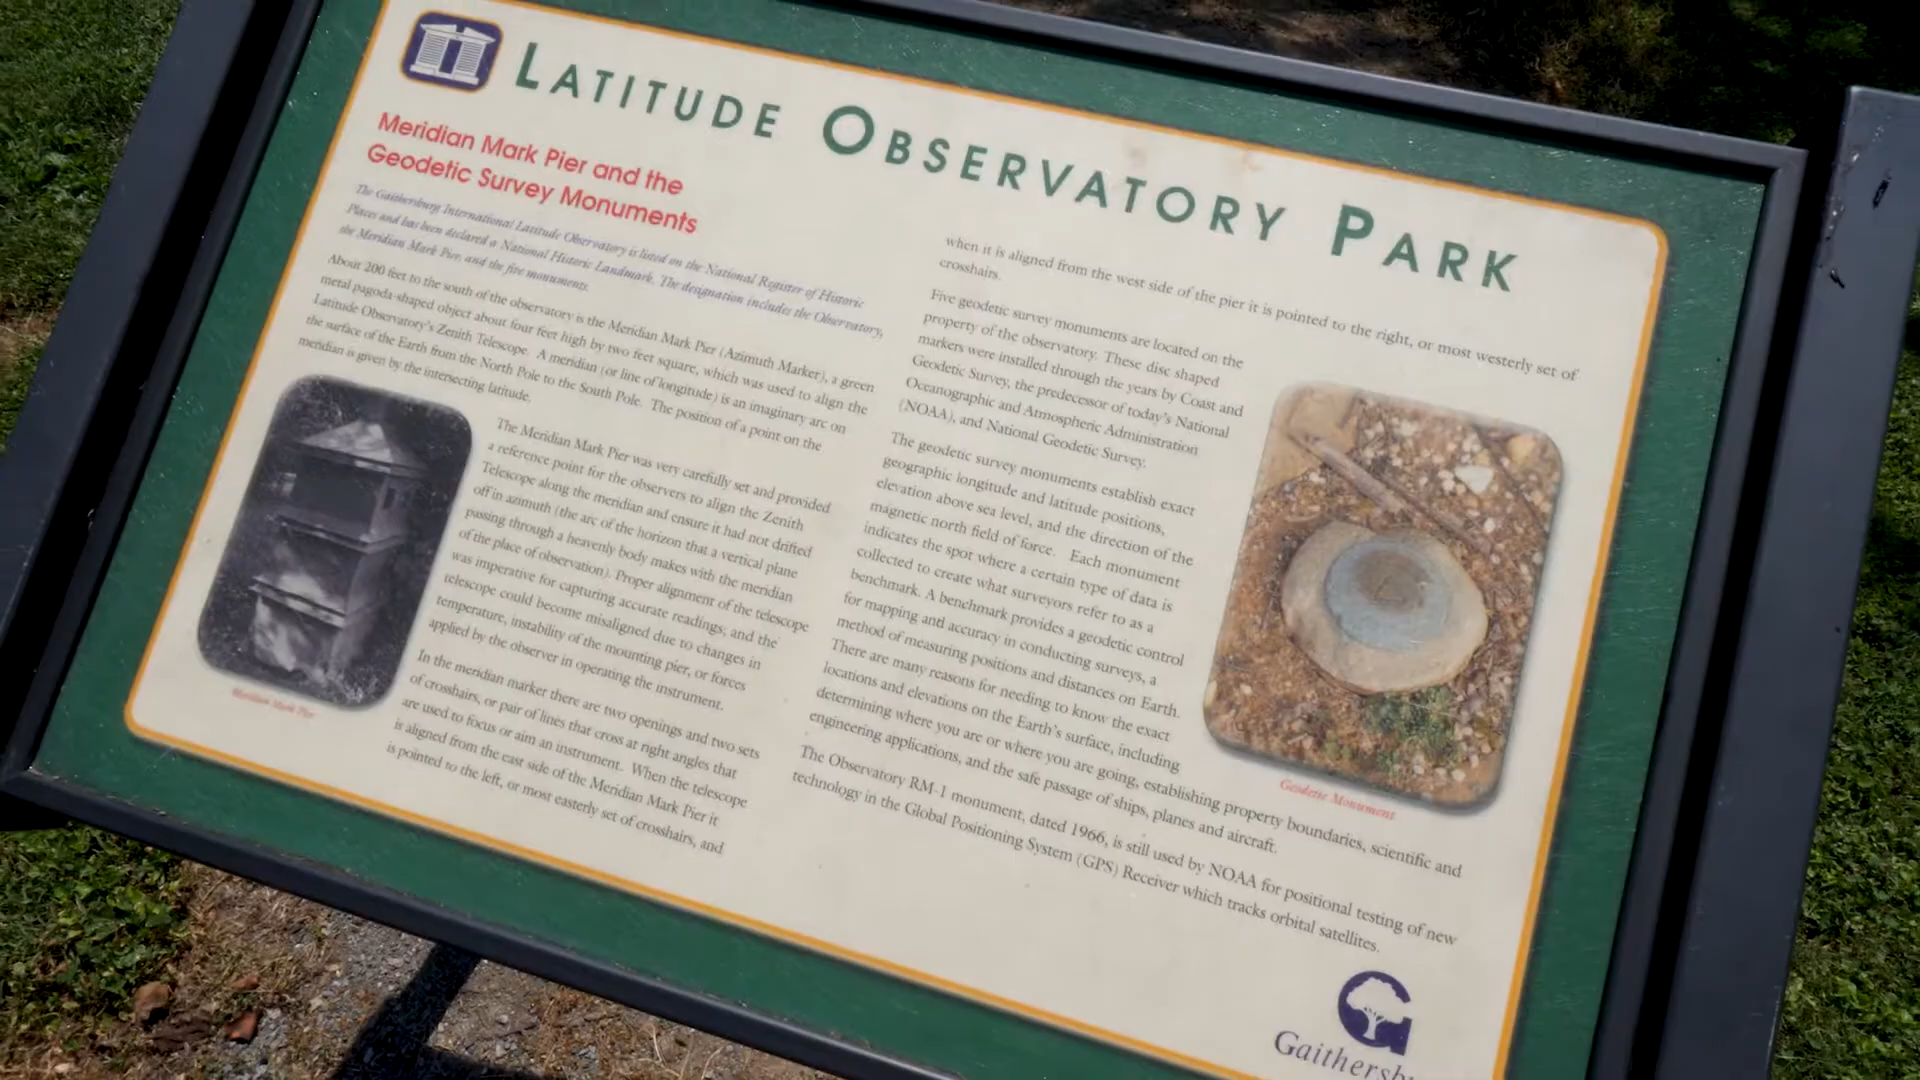 LATITUDE OBSERVATORY PARK
Meridian Mark Pier and the
Geodetic Survey Monuments
The Gaithersburg International Latitude Observatory is listed on the National Register of Historic
Places and has been declared a National Historic Landmark. The designation includes the Observatory,
the Meridian Mark Pier, and the five monuments.
About 200 feet to the south of the observatory is the Meridian Mark Pier (Azimuth Marker), a green
metal pagoda-shaped object about four feet high by two feet square, which was used to align the
Latitude Observatory's Zenith Telescope. A meridian (or line of longitude) is an imaginary arc on
the surface of the Earth from the North Pole to the South Pole. The position of a point on the
meridian is given by the intersecting latitude.
The Meridian Mark Pier was very carefully set and provided
a reference point for the observers to align the Zenith
Telescope along the meridian and ensure it had not drifted
off in azimuth (the arc of the horizon that a vertical plane
passing through a heavenly body makes with the meridian
of the place of observation). Proper alignment of the telescope
was imperative for capturing accurate readings; and the
telescope could become misaligned due to changes in
temperature, instability of the mounting pier, or forces
applied by the observer in operating the instrument.
Meridian Mark Pier
In the meridian marker there are two openings and two sets
of crosshairs, or pair of lines that cross at right angles that
are used to focus or aim an instrument. When the telescope
is aligned from the east side of the Meridian Mark Pier it
is pointed to the left, or most easterly set of crosshairs, and
when it is aligned from the west side of the pier it is pointed to the right, or most westerly set of
crosshairs.
Five geodetic survey monuments are located on the
property of the observatory. These disc shaped
markers were installed through the years by Coast and
Geodetic Survey, the predecessor of today's National
Oceanographic and Atmospheric Administration
(NOAA), and National Geodetic Survey.
The geodetic survey monuments establish exact
geographic longitude and latitude positions,
elevation above sea level, and the direction of the
magnetic north field of force. Each monument
indicates the spot where a certain type of data is
collected to create what surveyors refer to as a
benchmark. A benchmark provides a geodetic control
for mapping and accuracy in conducting surveys, a
method of measuring positions and distances on Earth.
There are many reasons for needing to know the exact
locations and elevations on the Earth's surface, including
determining where you are or where you are going, establishing property boundaries, scientific and
engineering applications, and the safe passage of ships, planes and aircraft.
Geodetic Monument
The Observatory RM-1 monument, dated 1966, is still used by NOAA for positional testing of new
technology in the Global Positioning System (GPS) Receiver which tracks orbital satellites.
Gaithersbu